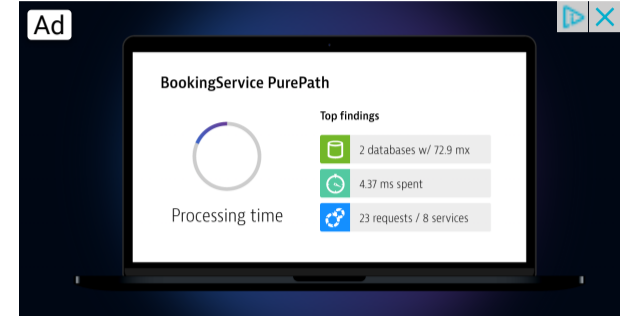 Ad
BookingService PurePath
Top findings
2 databases w/ 72.9 mx
4.37 ms spent
Processing time
23 requests / 8 services